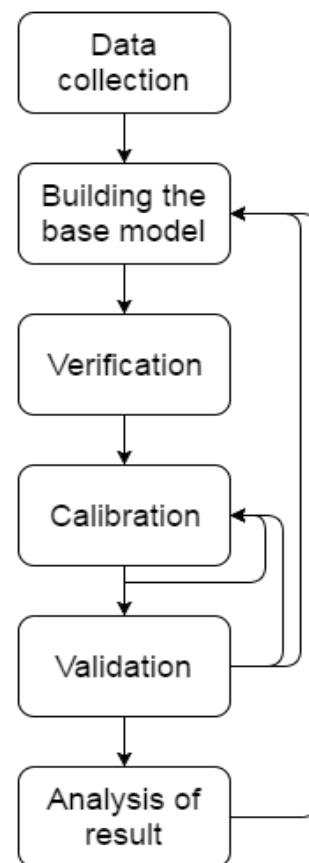 Data
collection
Building the
base model
Verification
Calibration
Validation
Analysis of
result